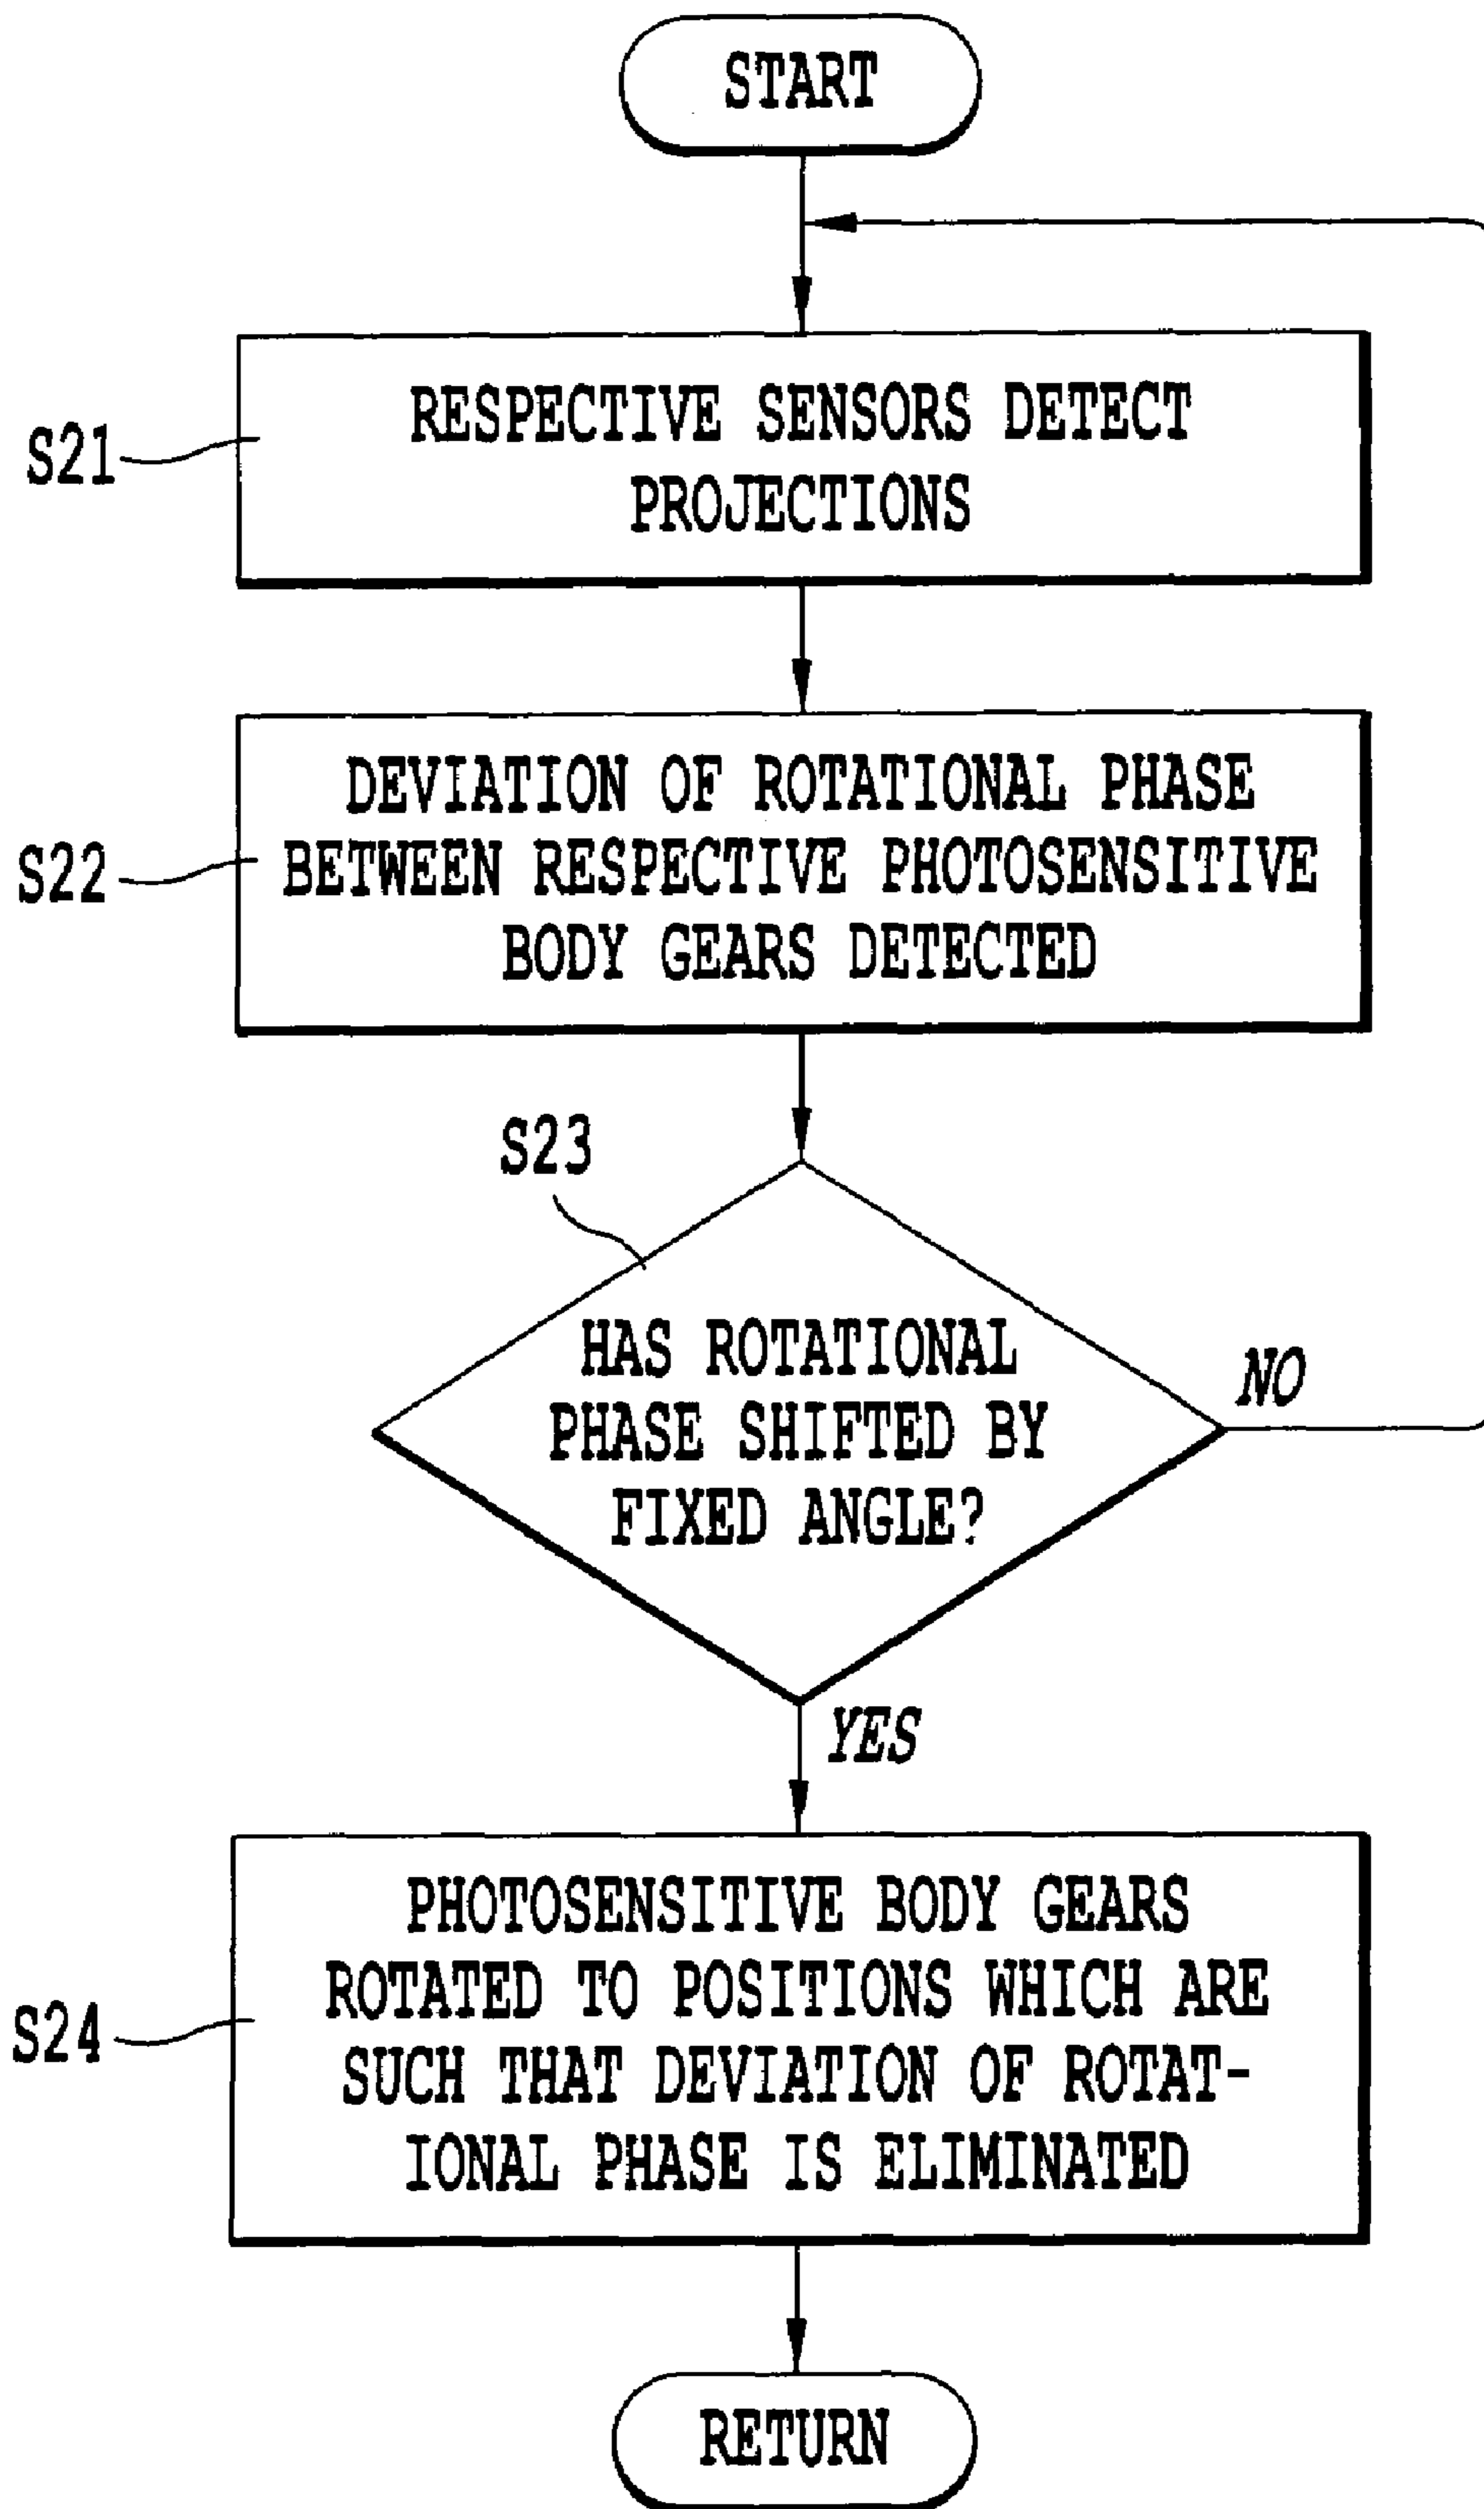 START
S21
RESPECTIVE SENSORS DETECT
PROJECTIONS
S22
DEVIATION OF ROTATIONAL PHASE
BETWEEN RESPECTIVE PHOTOSENSITIVE
BODY GEARS DETECTED
S23
HAS ROTATIONAL
PHASE SHIFTED BY
FIXED ANGLE?
NO
YES
S24
PHOTOSENSITIVE BODY GEARS
ROTATED TO POSITIONS WHICH ARE
SUCH THAT DEVIATION OF ROTAT-
IONAL PHASE IS ELIMINATED
RETURN